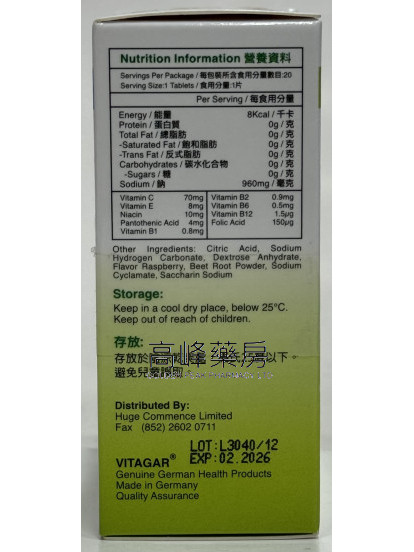 Nutrition Information 營養資料
Servings Per Package / 每包裝所含食用分量數目:20
Serving Size:1 Tablets / 食用分量:1片
Per Serving / 每食用分量
Energy / 能量 8Kcal / 千卡
Protein / 蛋白質 0g / 克
Total Fat / 總脂肪 0g / 克
-Saturated Fat / 飽和脂肪 0g / 克
-Trans Fat / 反式脂肪 0g / 克
Carbohydrates / 碳水化合物 0g / 克
-Sugars / 糖 0g / 克
Sodium / 鈉 960mg / 毫克
Vitamin C 70mg Vitamin B2 0.9mg
Vitamin E 8mg Vitamin B6 0.5mg
Niacin 10mg Vitamin B12 1.5µg
Pantothenic Acid 4mg Folic Acid 150µg
Vitamin B1 0.8mg
Other Ingredients: Citric Acid, Sodium
Hydrogen Carbonate, Dextrose Anhydrate,
Flavor Raspberry, Beet Root Powder, Sodium
Cyclamate, Saccharin Sodium
Storage:
Keep in a cool dry place, below 25°C.
Keep out of reach of children.
存放:
存放於 以下。
高峰藥房
避免兒童誤取
Distributed By:
Huge Commence Limited
Fax (852) 2602 0711
LOT:L3040/12
EXP:02.2026
VITAGAR®
Genuine German Health Products
Made in Germany
Quality Assurance